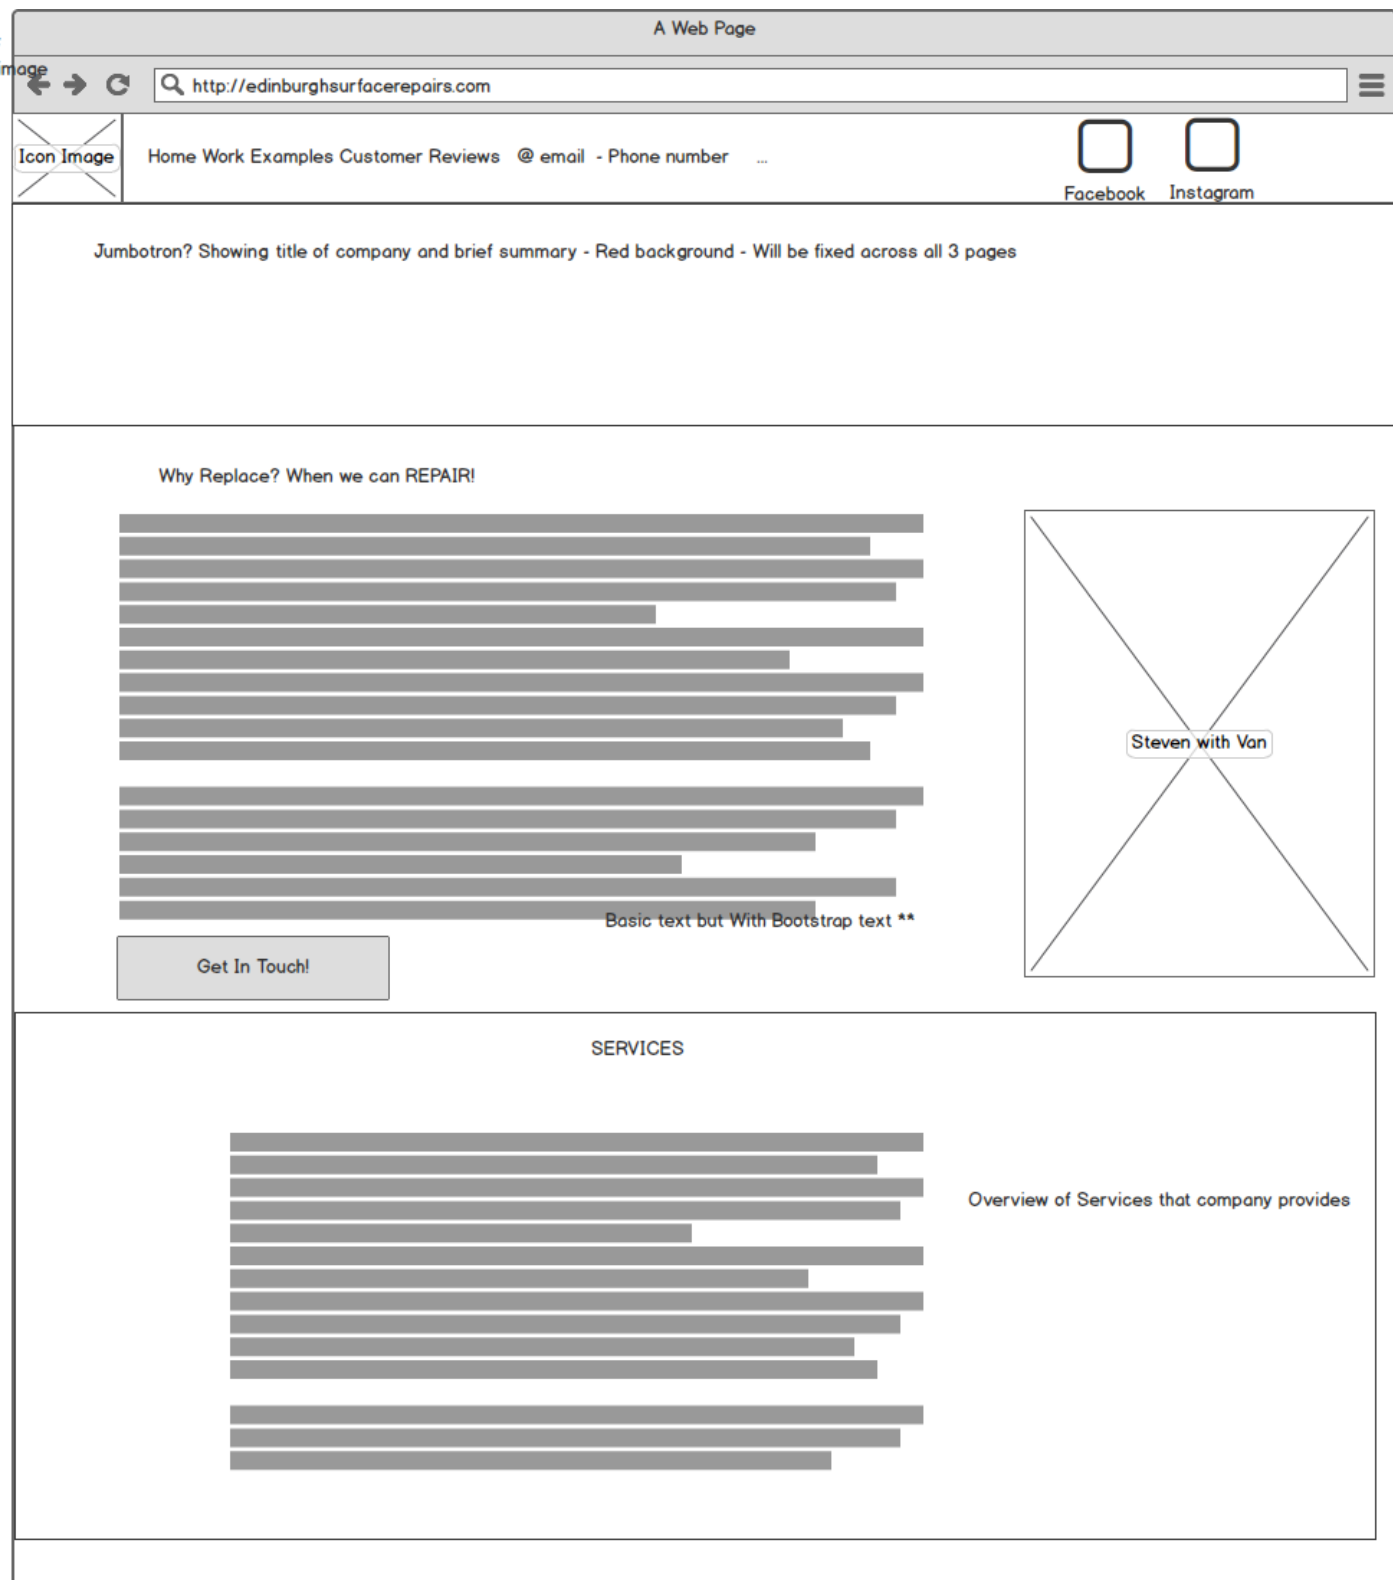 A Web Page
image
http://edinburghsurfacerepairs.com
Icon Image
Home Work Examples Customer Reviews @ email - Phone number ...
Facebook
Instagram
Jumbotron? Showing title of company and brief summary - Red background - Will be fixed across all 3 pages
Why Replace? When we can REPAIR!
Steven with Van
Basic text but With Bootstrap text **
Get In Touch!
SERVICES
Overview of Services that company provides